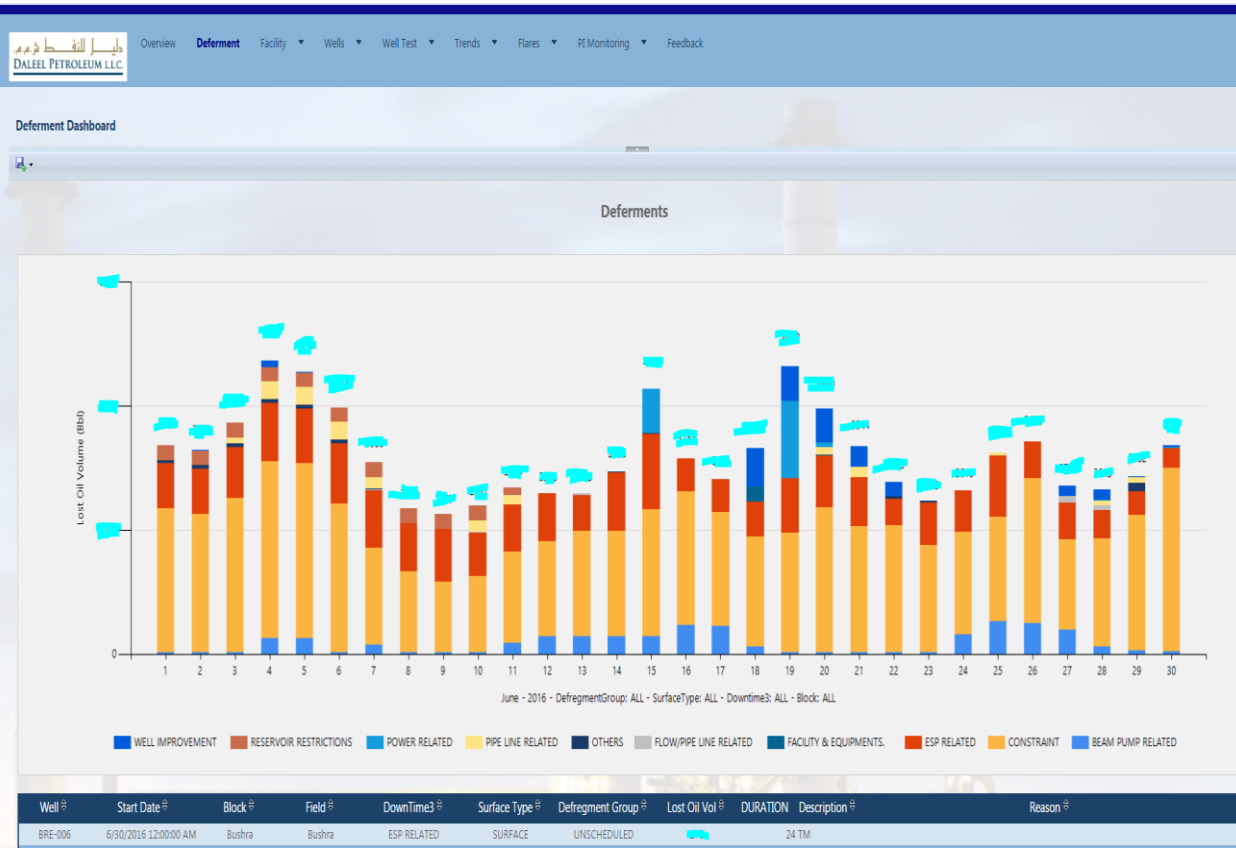 دليل للنفط ش.م.م
DALEEL PETROLEUM L.L.C.
Overview Deferment Facility Wells Well Test Trends Flares PI Monitoring Feedback
Deferment Dashboard
Deferments
Lost Oil Volume (Bbl)
0
1 2 3 4 5 6 7 8 9 10 11 12 13 14 15 16 17 18 19 20 21 22 23 24 25 26 27 28 29 30
June - 2016 - DefregmentGroup: ALL - SurfaceType: ALL - Downtime3: ALL - Block: ALL
WELL IMPROVEMENT RESERVOIR RESTRICTIONS POWER RELATED PIPE LINE RELATED OTHERS FLOW/PIPE LINE RELATED FACILITY & EQUIPMENTS. ESP RELATED CONSTRAINT BEAM PUMP RELATED
Well Start Date Block Field DownTime3 Surface Type Defregment Group Lost Oil Vol DURATION Description Reason
BRE-006 6/30/2016 12:00:00 AM Bushra Bushra ESP RELATED SURFACE UNSCHEDULED 24 TM